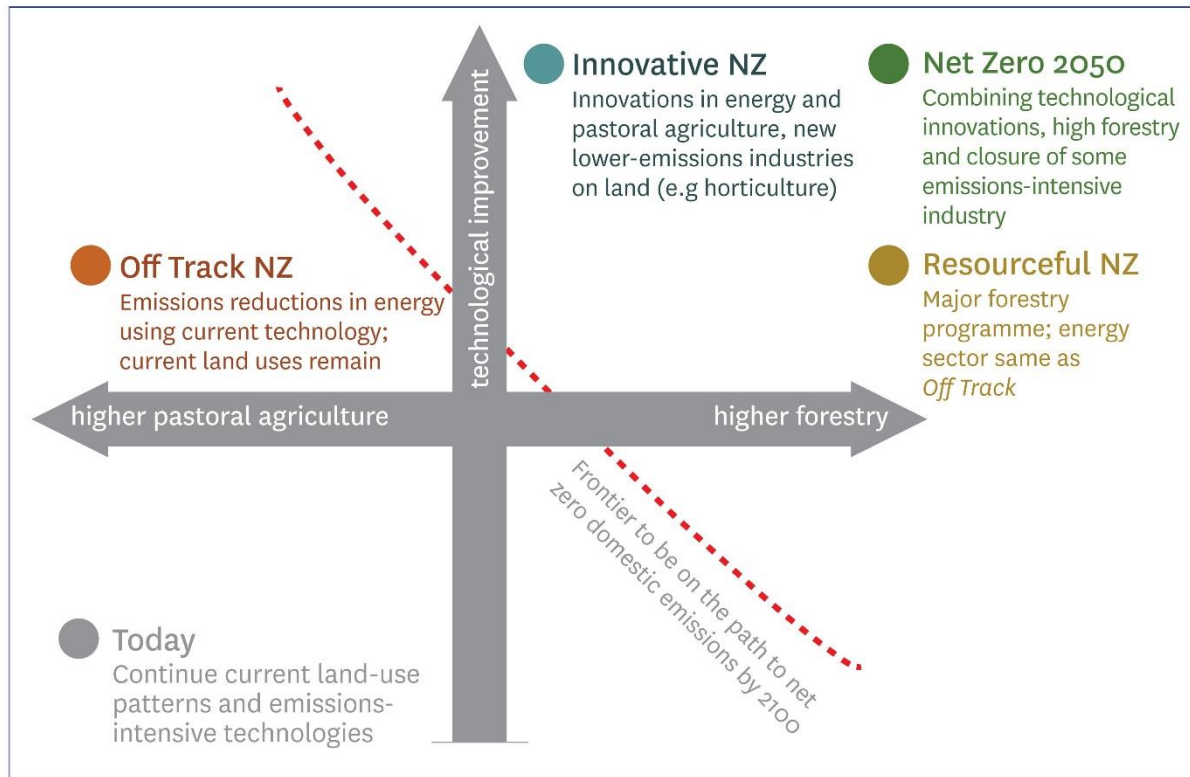 technological improvement
Innovative NZ
Innovations in energy and
pastoral agriculture, new
lower-emissions industries
on land (e.g horticulture)
Net Zero 2050
Combining technological
innovations, high forestry
and closure of some
emissions-intensive
industry
Off Track NZ
Emissions reductions in energy
using current technology;
current land uses remain
Resourceful NZ
Major forestry
programme; energy
sector same as
Off Track
higher pastoral agriculture
higher forestry
Frontier to be on the path to net
zero domestic emissions by 2100
Today
Continue current land-use
patterns and emissions-
intensive technologies